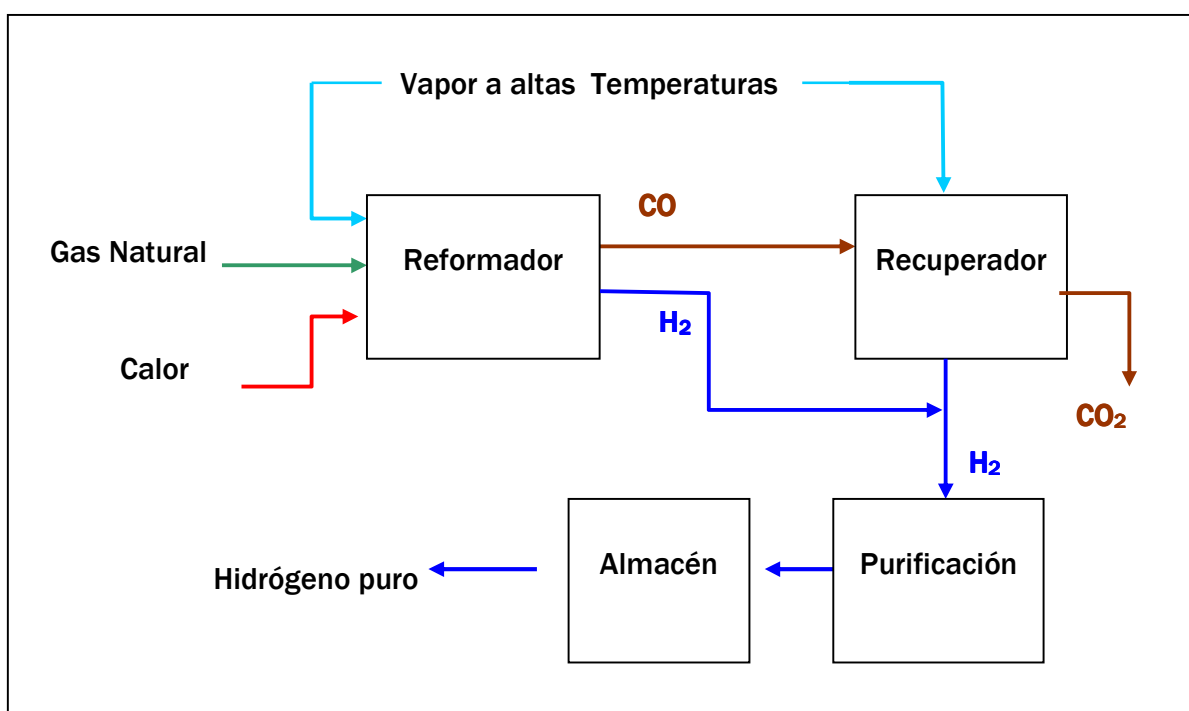 Vapor a altas Temperaturas
CO
Gas Natural
Reformador
Recuperador
H₂
Calor
CO₂
H₂
Almacén
Purificación
Hidrógeno puro